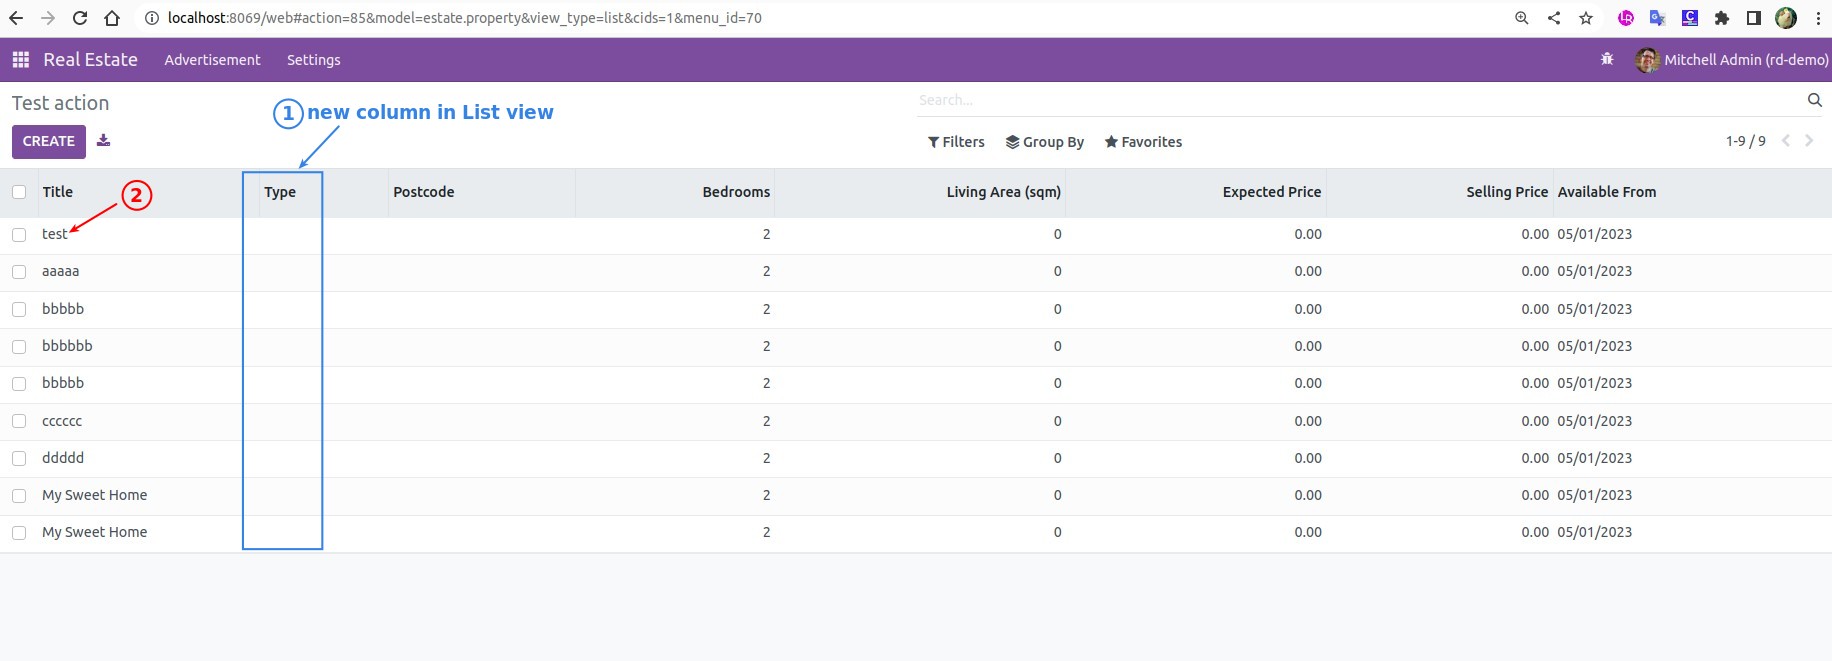 localhost:8069/web#action=85&model=estate.property&view_type=list&cids=1&menu_id=70
Real Estate Advertisement Settings Mitchell Admin (rd-demo)
Test action
1 new column in List view
Search...
CREATE
Filters Group By Favorites 1-9 / 9
Title Type Postcode Bedrooms Living Area (sqm) Expected Price Selling Price Available From
2
test 2 0 0.00 0.00 05/01/2023
aaaaa 2 0 0.00 0.00 05/01/2023
bbbbb 2 0 0.00 0.00 05/01/2023
bbbbbb 2 0 0.00 0.00 05/01/2023
bbbbb 2 0 0.00 0.00 05/01/2023
cccccc 2 0 0.00 0.00 05/01/2023
ddddd 2 0 0.00 0.00 05/01/2023
My Sweet Home 2 0 0.00 0.00 05/01/2023
My Sweet Home 2 0 0.00 0.00 05/01/2023